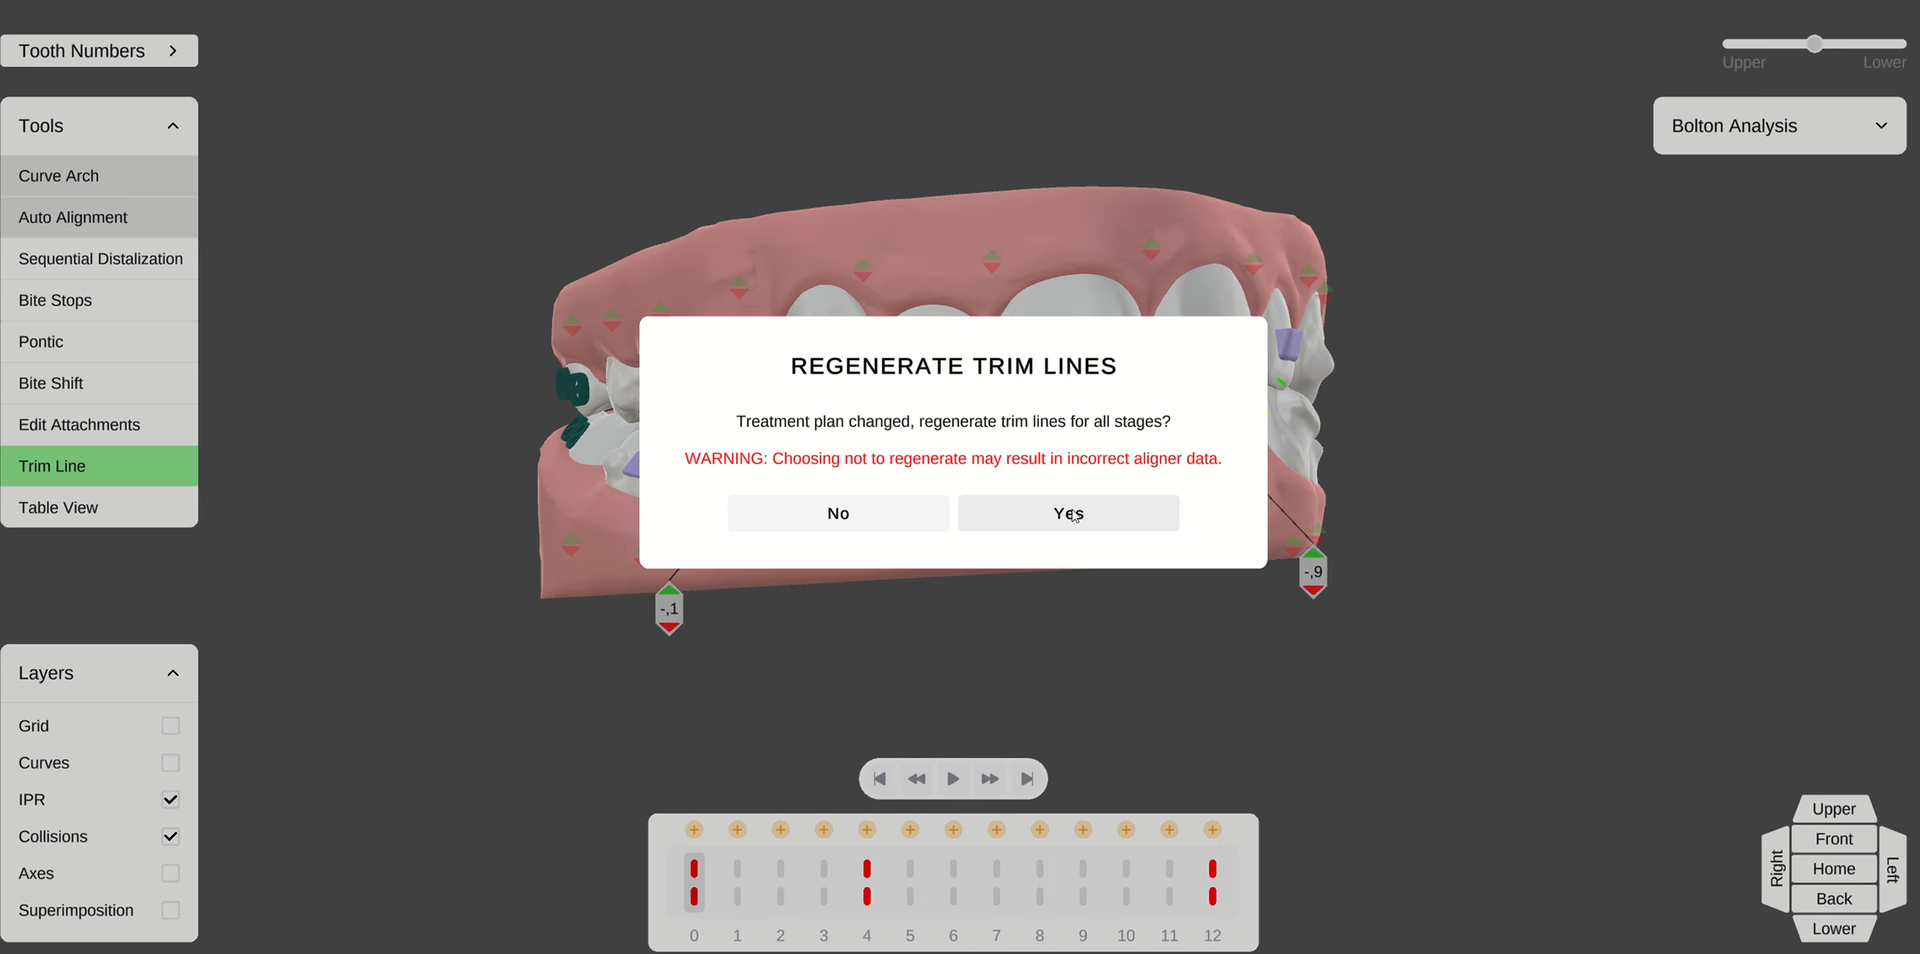 Tooth Numbers
Upper
Lower
Tools
Bolton Analysis
Curve Arch
Auto Alignment
Sequential Distalization
Bite Stops
Pontic
Bite Shift
Edit Attachments
Trim Line
Table View
REGENERATE TRIM LINES
Treatment plan changed, regenerate trim lines for all stages?
WARNING: Choosing not to regenerate may result in incorrect aligner data.
No
Yes
-,9
-,1
Layers
Grid
Curves
IPR
Collisions
Axes
Superimposition
0 1 2 3 4 5 6 7 8 9 10 11 12
Upper
Front
Right
Home
Left
Back
Lower